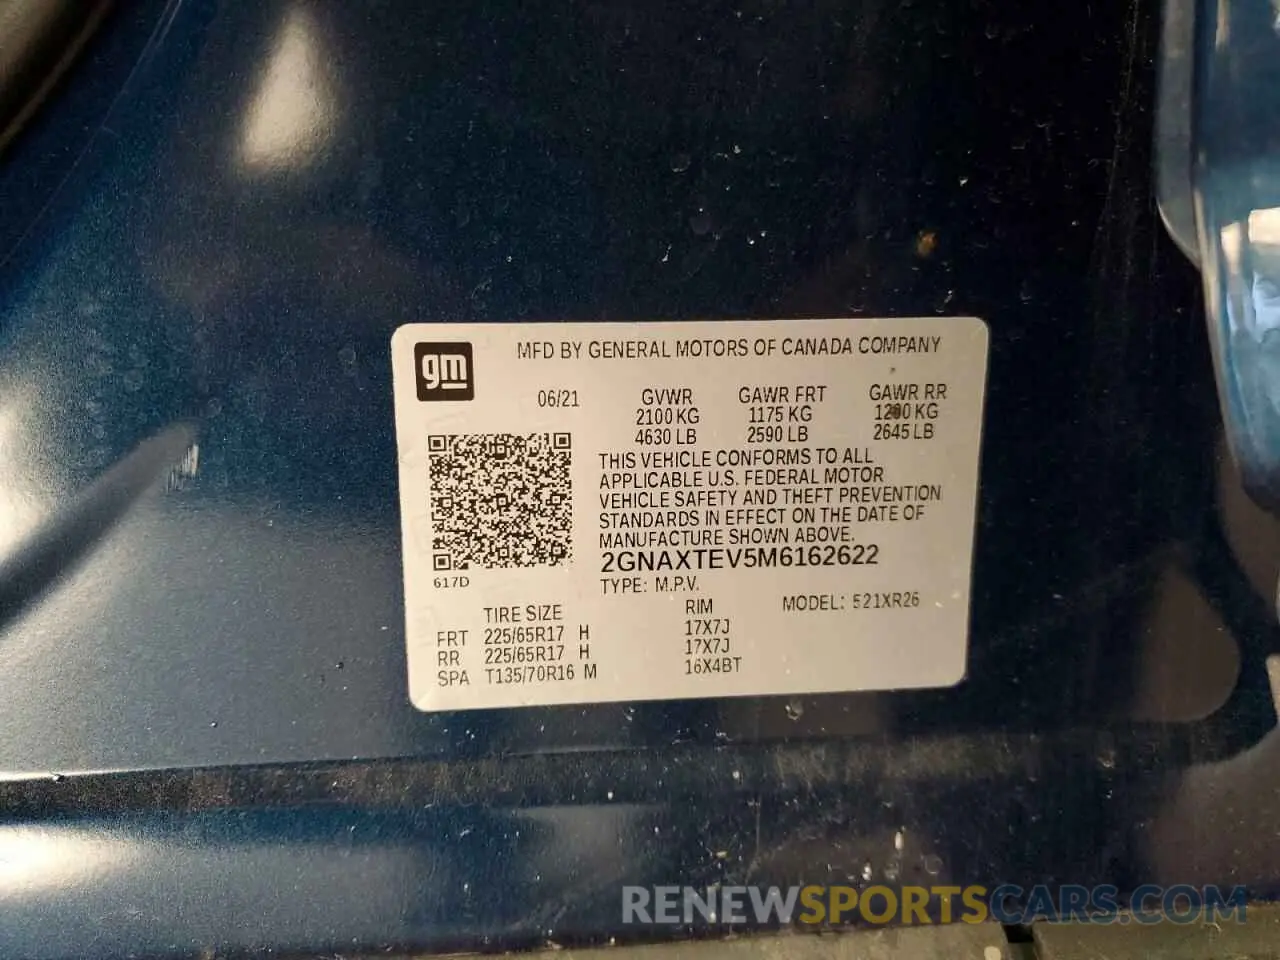 gm
MFD BY GENERAL MOTORS OF CANADA COMPANY
06/21 GVWR GAWR FRT GAWR RR
2100 KG 1175 KG 1200 KG
4630 LB 2590 LB 2645 LB
THIS VEHICLE CONFORMS TO ALL
APPLICABLE U.S. FEDERAL MOTOR
VEHICLE SAFETY AND THEFT PREVENTION
STANDARDS IN EFFECT ON THE DATE OF
MANUFACTURE SHOWN ABOVE.
2GNAXTEV5M6162622
617D
TYPE: M.P.V.
TIRE SIZE RIM MODEL: 521XR26
FRT 225/65R17 H 17X7J
RR 225/65R17 H 17X7J
SPA T135/70R16 M 16X4BT
RENEWSPORTSCARS.COM